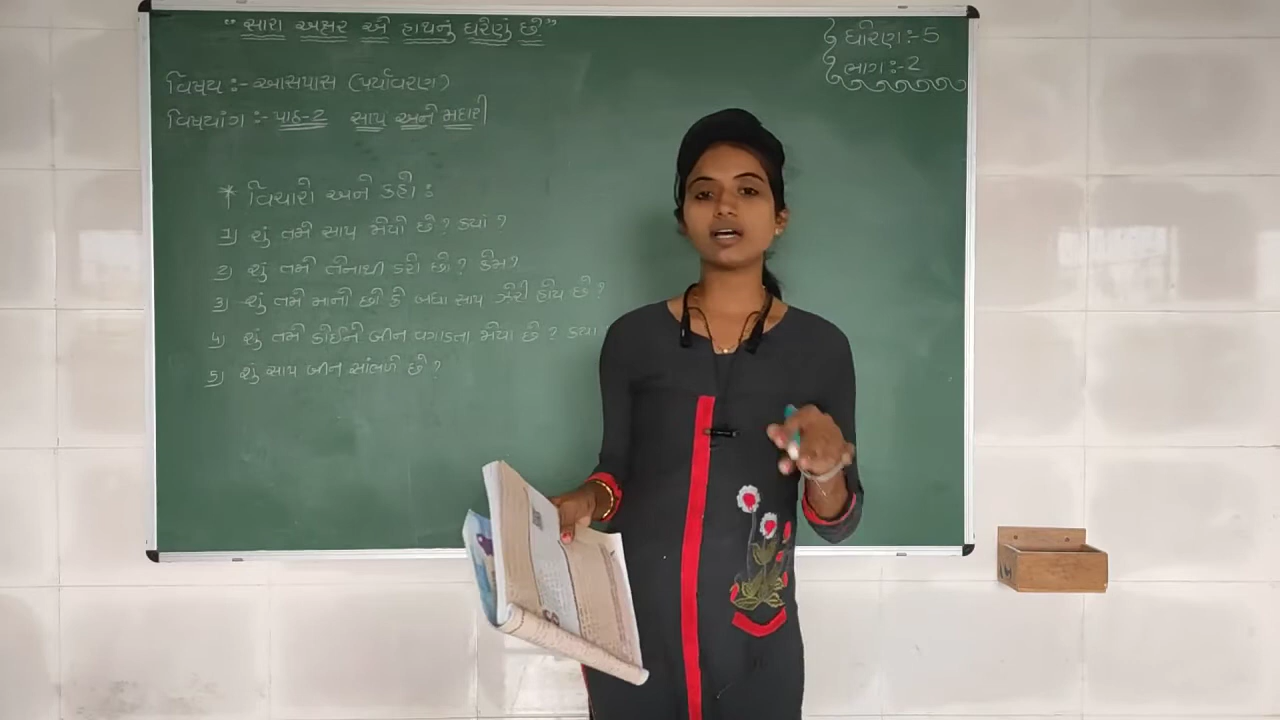 "સારા અક્ષર એ હાથનું ઘરેણું છે"
ધોરણ:-5
ભાગ:-2
વિષય:- આસપાસ (પર્યાવરણ)
વિષયાંગ:- પાઠ-2 સાપ અને મદારી
* વિચારો અને કહો:
1) શું તમે સાપ જોયો છે? ક્યાં?
2) શું તમે તેનાથી ડરો છો? કેમ?
3) શું તમે માનો છો કે બધા સાપ ઝેરી હોય છે?
4) શું તમે કોઈને બીન વગાડતા જોયા છે? ક્યાં
5) શું સાપ બીન સાંભળે છે?